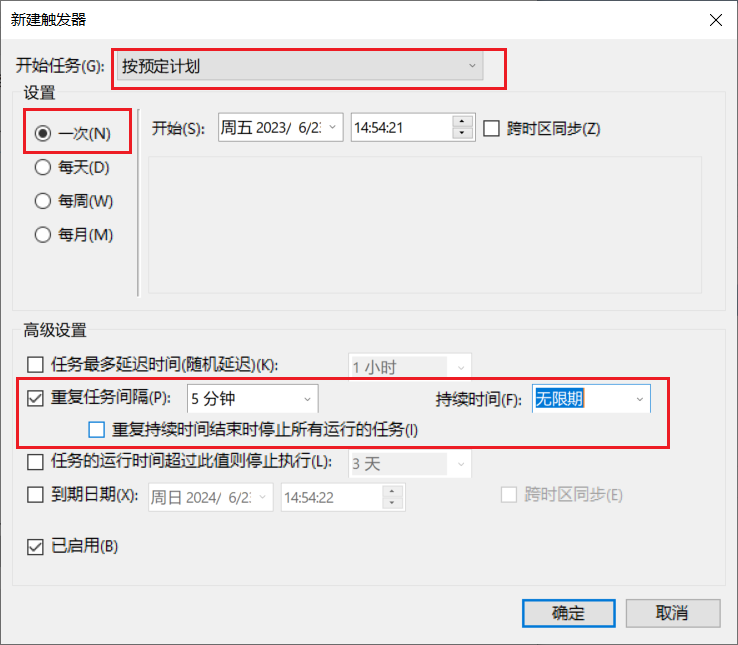 新建触发器
开始任务(G): 按预定计划
设置
一次(N) 开始(S): 周五 2023/ 6/23 14:54:21 跨时区同步(Z)
每天(D)
每周(W)
每月(M)
高级设置
任务最多延迟时间(随机延迟)(K): 1 小时
重复任务间隔(P): 5 分钟 持续时间(F): 无限期
重复持续时间结束时停止所有运行的任务(I)
任务的运行时间超过此值则停止执行(L): 3 天
到期日期(X): 周日 2024/ 6/23 14:54:22 跨时区同步(E)
已启用(B)
确定 取消